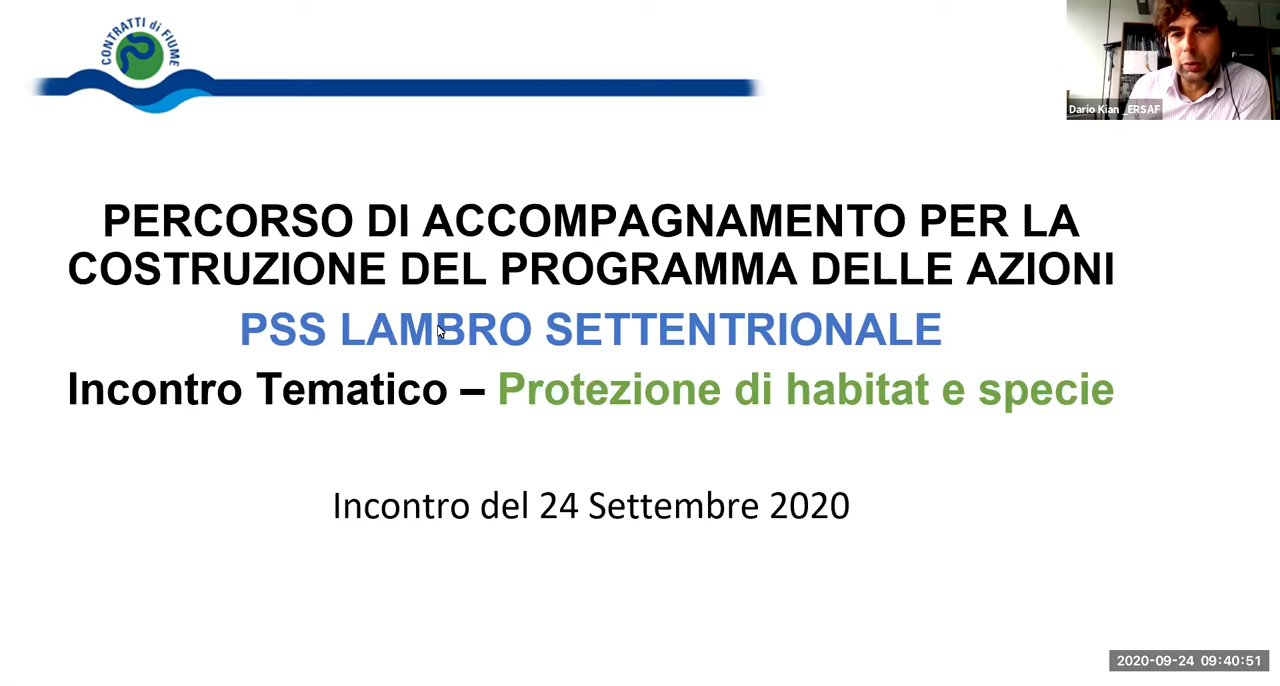 CONTRATTI di FIUME
Dario Kian _ERSAF
PERCORSO DI ACCOMPAGNAMENTO PER LA
COSTRUZIONE DEL PROGRAMMA DELLE AZIONI
PSS LAMBRO SETTENTRIONALE
Incontro Tematico – Protezione di habitat e specie
Incontro del 24 Settembre 2020
2020-09-24 09:40:51